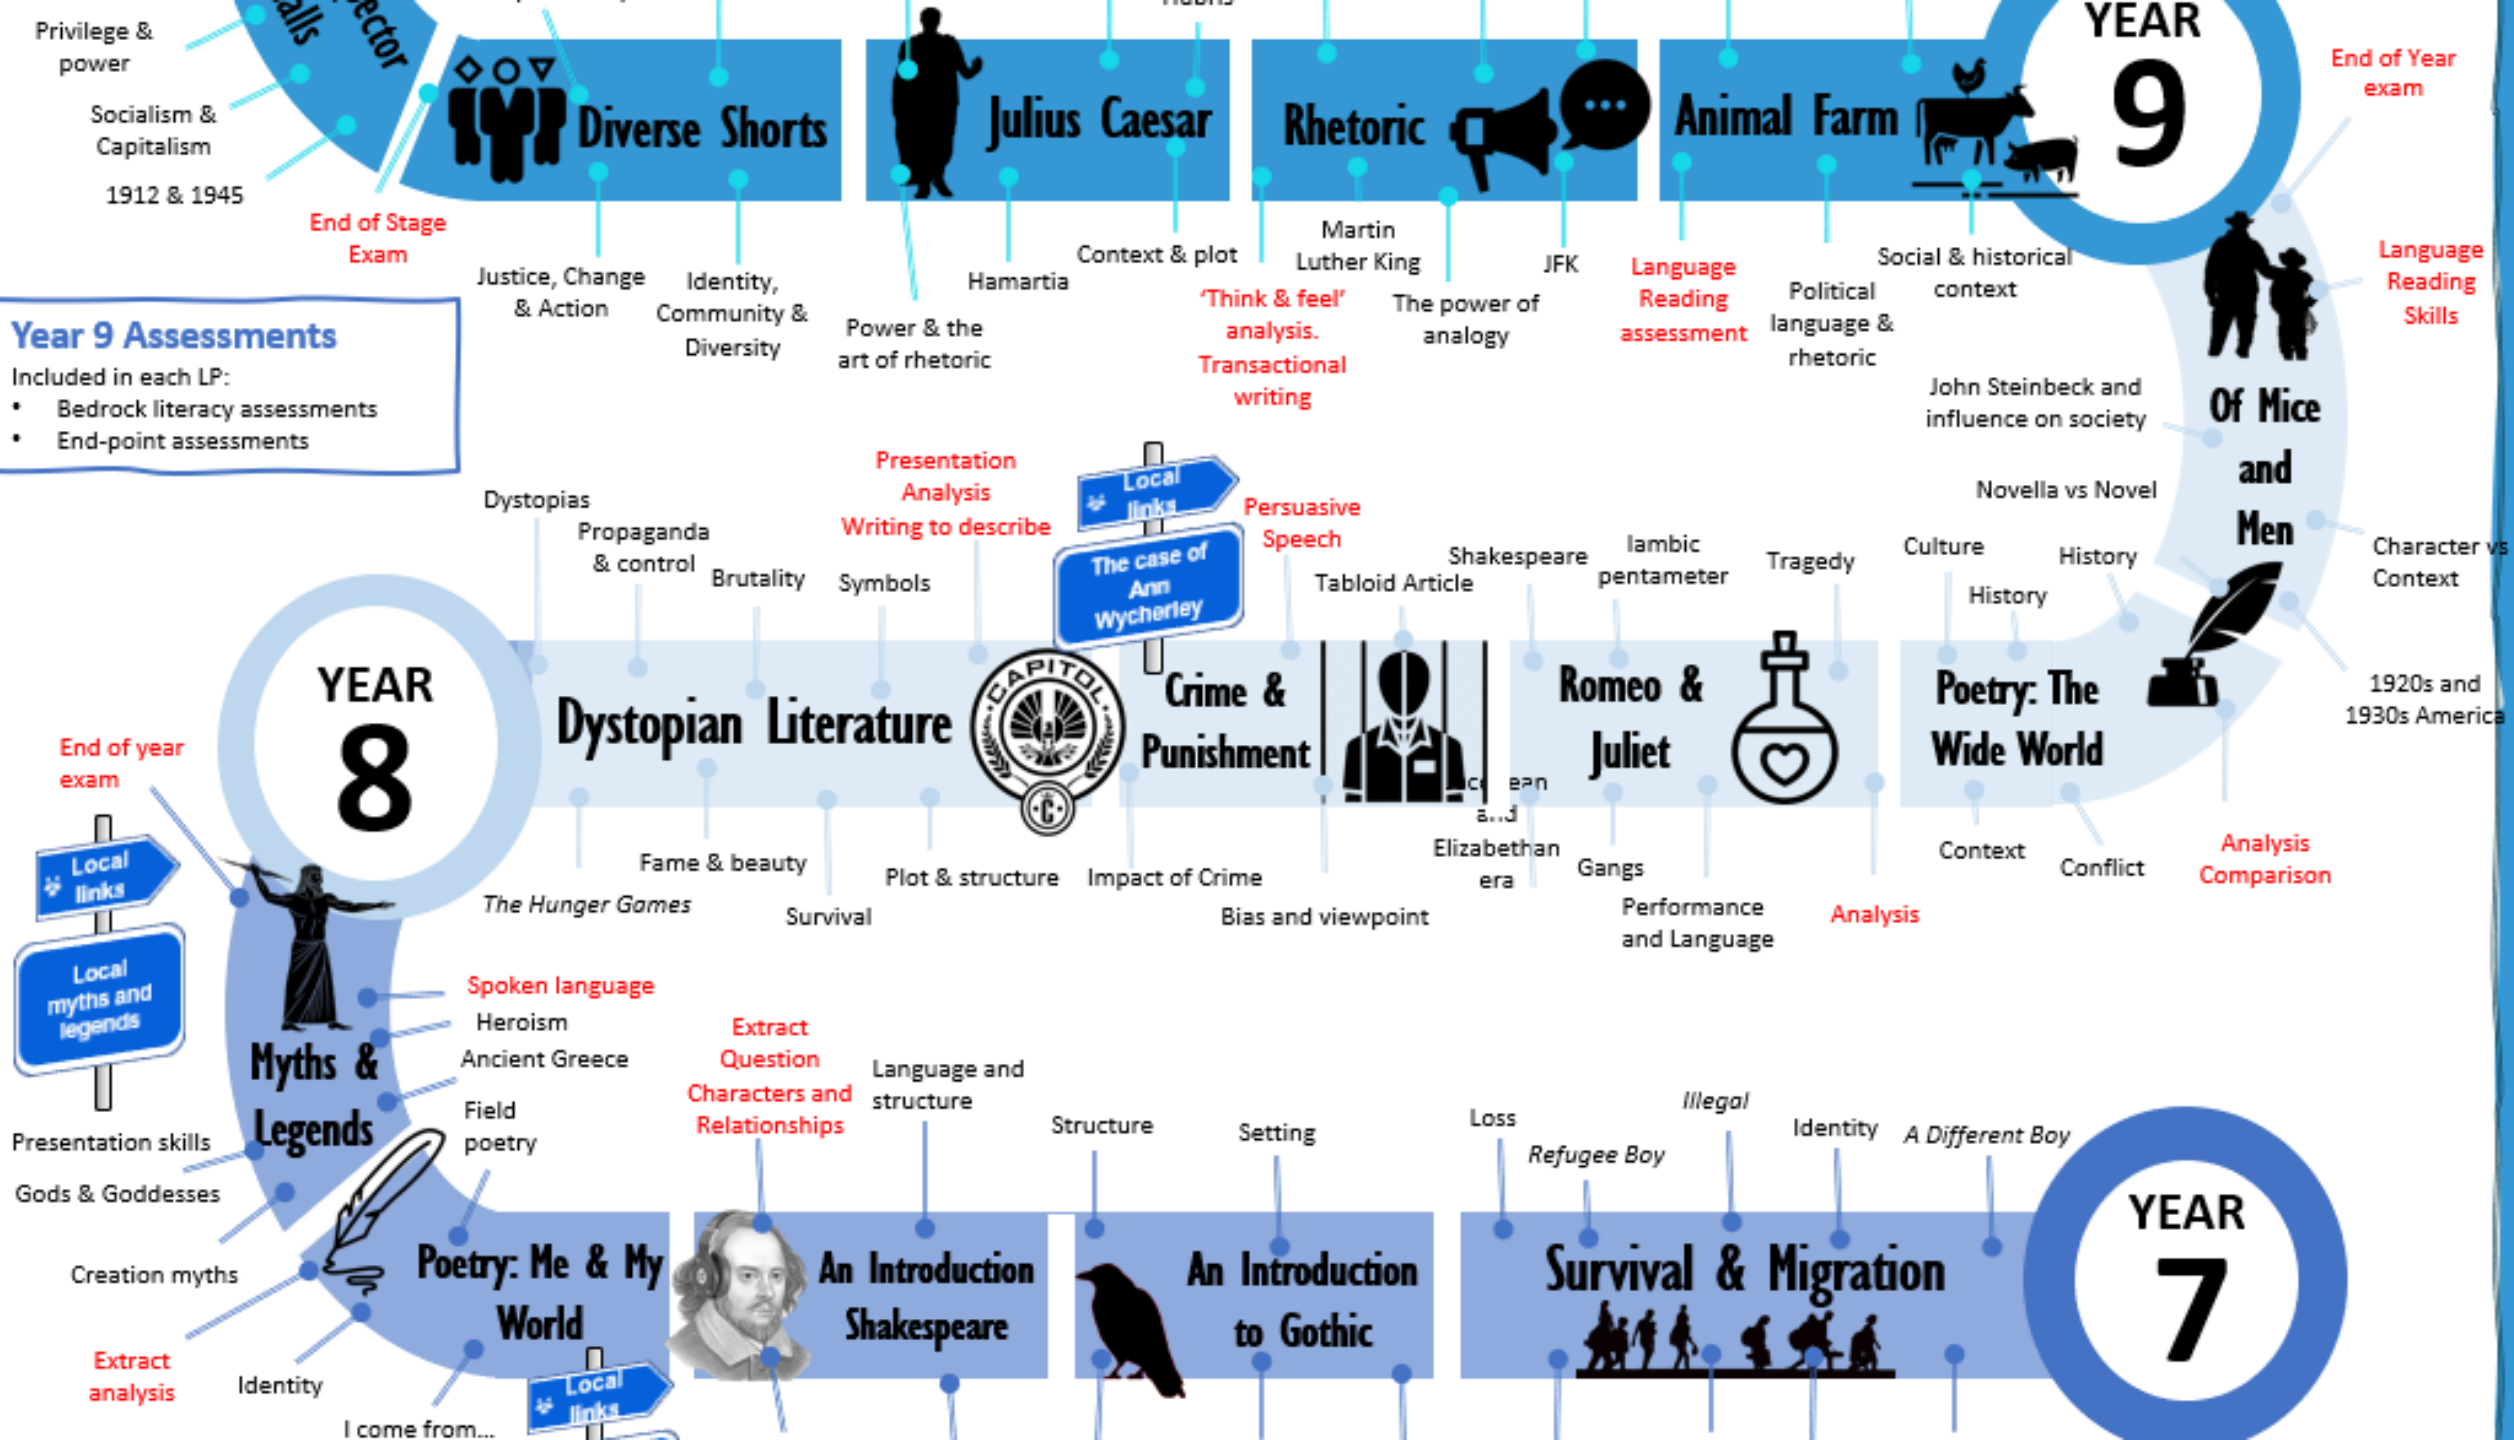 YEAR
9
Privilege &
power
Socialism &
Capitalism
1912 & 1945
End of Stage
Exam
Diverse Shorts
Justice, Change
& Action
Identity,
Community &
Diversity
Julius Caesar
Power & the
art of rhetoric
Hamartia
Context & plot
Rhetoric
'Think & feel'
analysis.
Transactional
writing
Martin
Luther King
The power of
analogy
JFK
Animal Farm
Language
Reading
assessment
Political
language &
rhetoric
Social & historical
context
End of Year
exam
Language
Reading
Skills
Of Mice
and
Men
John Steinbeck and
influence on society
Novella vs Novel
Character vs
Context
1920s and
1930s America
Year 9 Assessments
Included in each LP:
• Bedrock literacy assessments
• End-point assessments
YEAR
8
Dystopias
Propaganda
& control
Brutality
Symbols
Presentation
Analysis
Writing to describe
Dystopian Literature
CAPITOL
C
The Hunger Games
Fame & beauty
Survival
Plot & structure
Local
links
The case of
Ann
Wycherley
Persuasive
Speech
Tabloid Article
Crime &
Punishment
Impact of Crime
Bias and viewpoint
Shakespeare
Iambic
pentameter
Tragedy
Romeo &
Juliet
and
Elizabethan
era
Gangs
Performance
and Language
Analysis
Culture
History
History
Poetry: The
Wide World
Context
Conflict
Analysis
Comparison
End of year
exam
Local
links
Local
myths and
legends
Myths &
Legends
Spoken language
Heroism
Ancient Greece
Presentation skills
Gods & Goddesses
Creation myths
Field
poetry
Poetry: Me & My
World
Extract
analysis
Identity
I come from...
Local
links
Extract
Question
Characters and
Relationships
Language and
structure
An Introduction
Shakespeare
Structure
Setting
An Introduction
to Gothic
Loss
Refugee Boy
Illegal
Identity
A Different Boy
Survival & Migration
YEAR
7